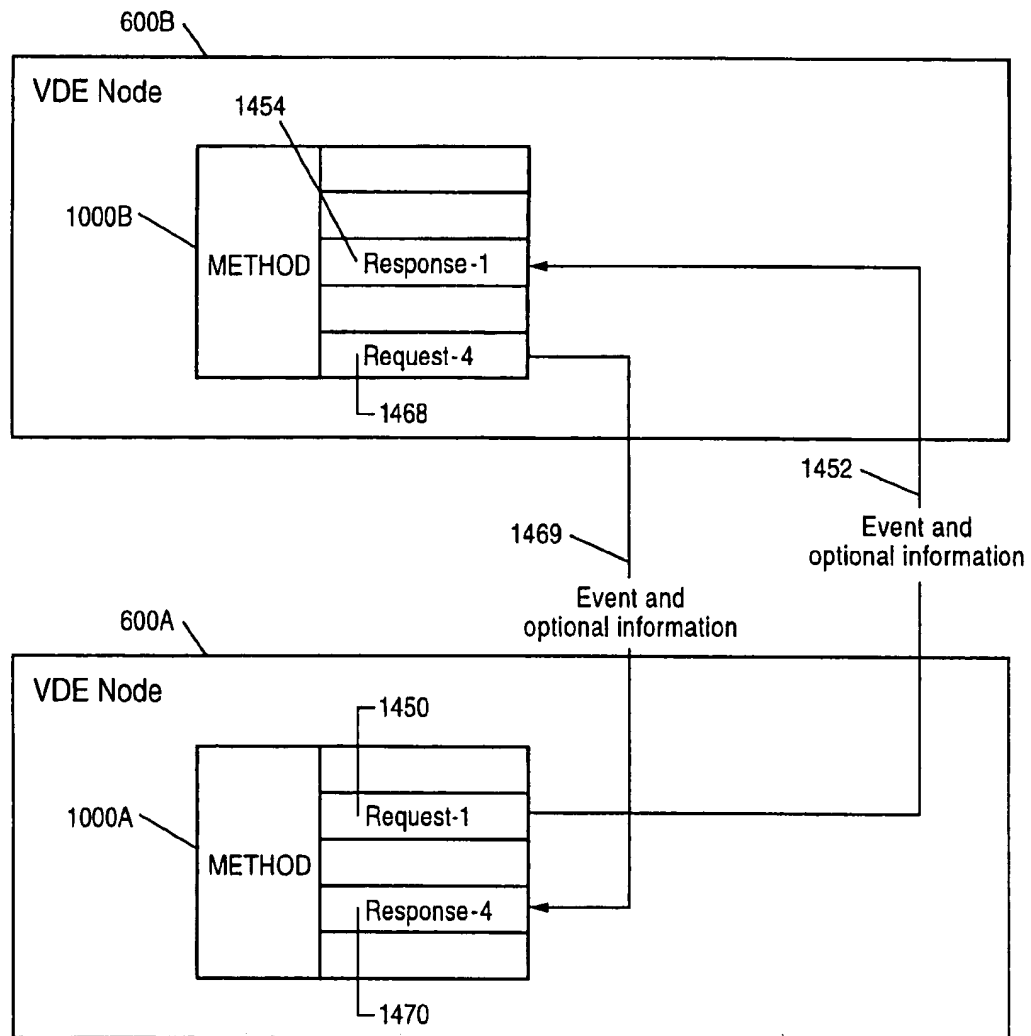 600B
VDE Node
1454
1000B
METHOD
Response-1
Request-4
1468
1452
Event and
optional information
1469
Event and
optional information
600A
VDE Node
1450
1000A
METHOD
Request-1
Response-4
1470